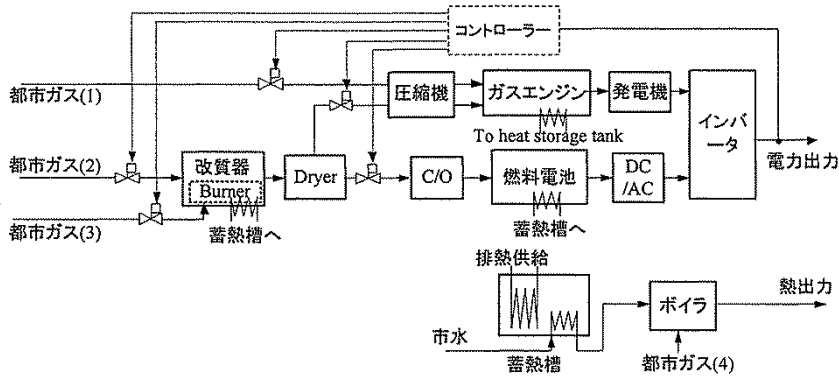 コントローラー
都市ガス(1)
圧縮機
ガスエンジン
発電機
インバ
ータ
To heat storage tank
電力出力
都市ガス(2)
改質器
Burner
Dryer
C/O
燃料電池
DC
/AC
都市ガス(3)
蓄熱槽へ
蓄熱槽へ
排熱供給
熱出力
ボイラ
市水
蓄熱槽
都市ガス(4)